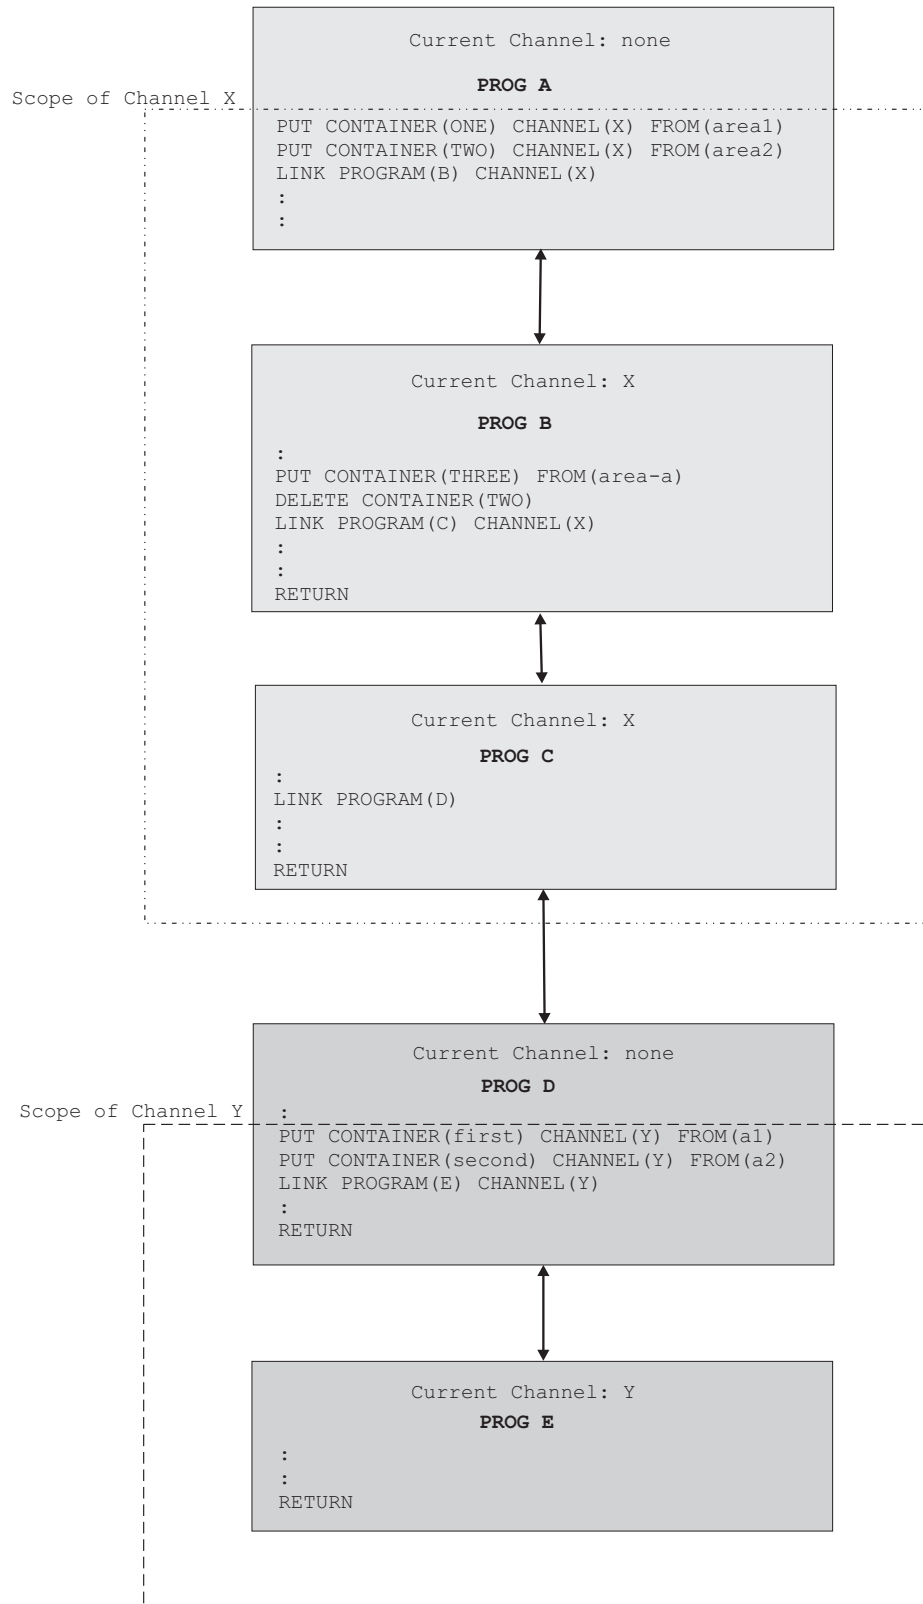 Current Channel: none
PROG A
Scope of Channel X
PUT CONTAINER(ONE) CHANNEL(X) FROM(area1)
PUT CONTAINER(TWO) CHANNEL(X) FROM(area2)
LINK PROGRAM(B) CHANNEL(X)
:
:
Current Channel: X
PROG B
:
PUT CONTAINER(THREE) FROM(area-a)
DELETE CONTAINER(TWO)
LINK PROGRAM(C) CHANNEL(X)
:
:
RETURN
Current Channel: X
PROG C
:
LINK PROGRAM(D)
:
:
RETURN
Current Channel: none
PROG D
Scope of Channel Y
:
PUT CONTAINER(first) CHANNEL(Y) FROM(a1)
PUT CONTAINER(second) CHANNEL(Y) FROM(a2)
LINK PROGRAM(E) CHANNEL(Y)
:
RETURN
Current Channel: Y
PROG E
:
:
RETURN